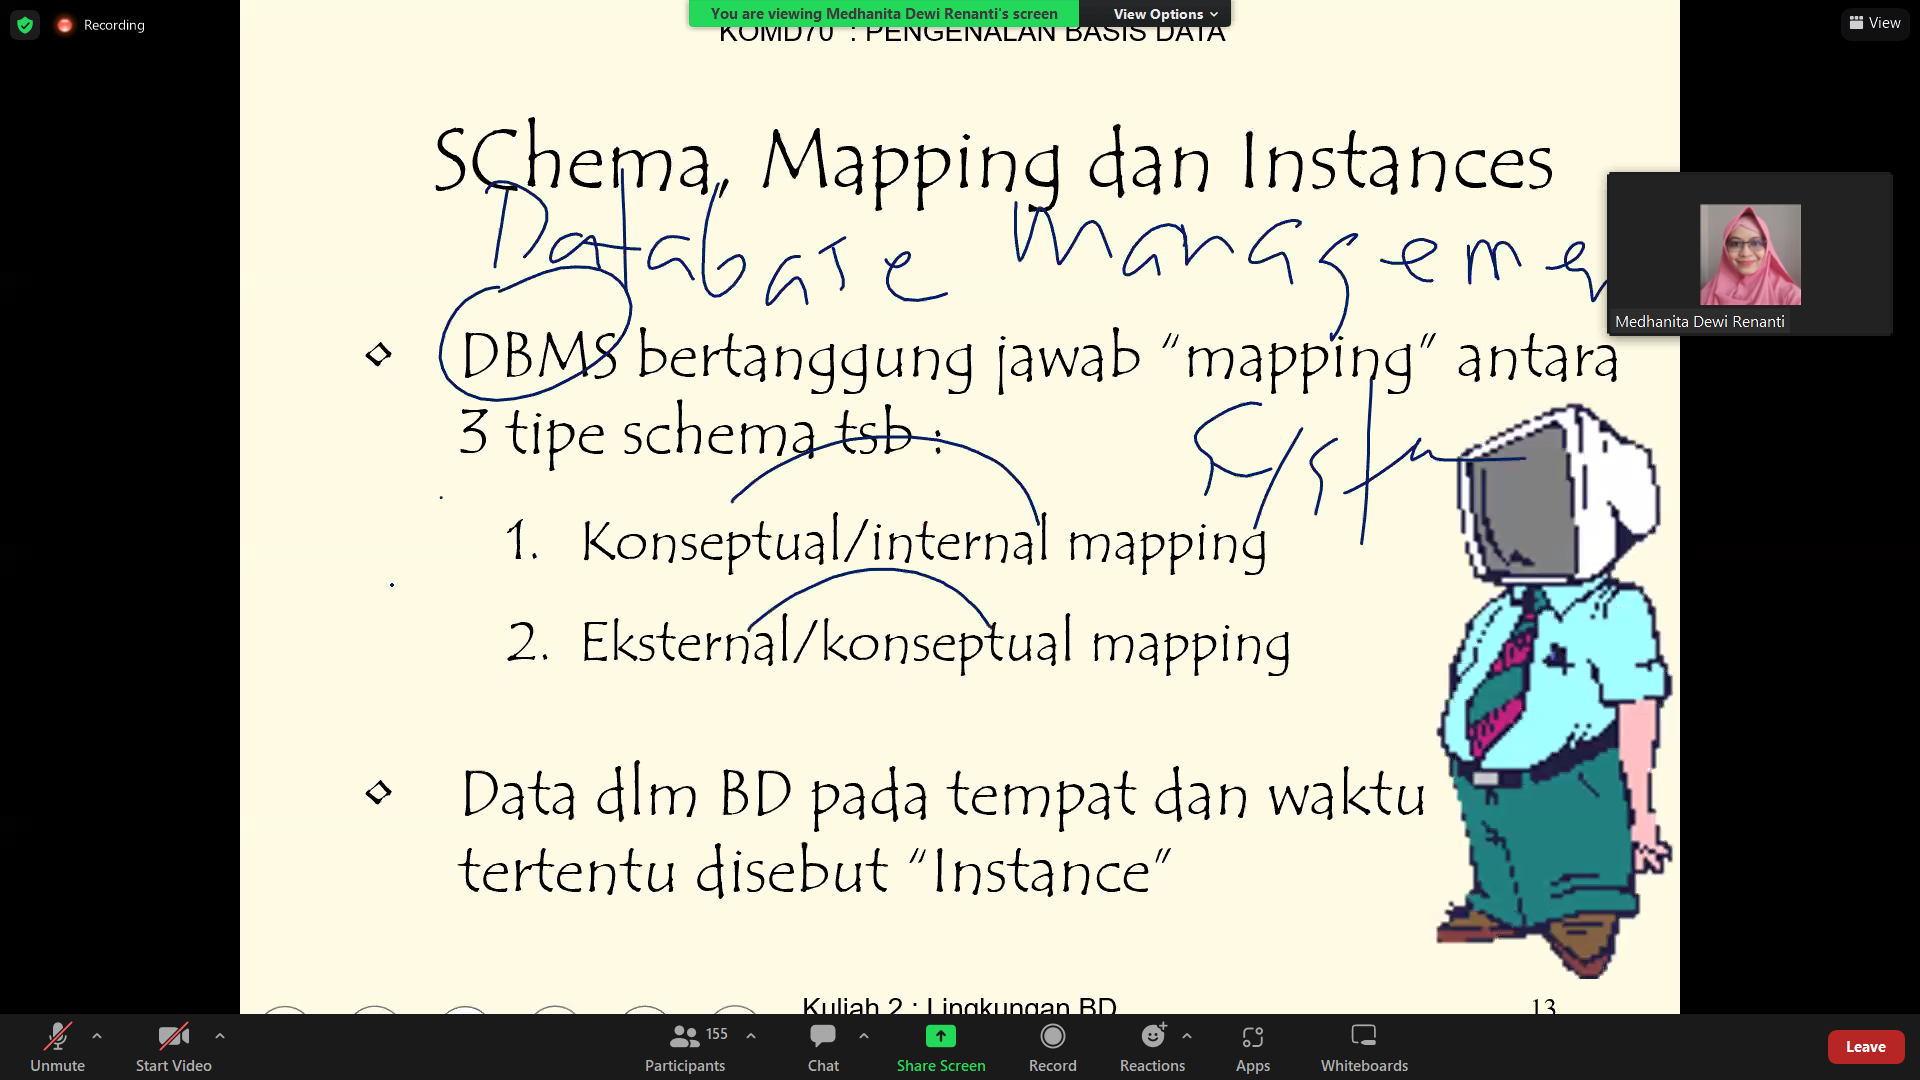 Recording
You are viewing Medhanita Dewi Renanti's screen View Options
View
KOMD70 : PENGENALAN BASIS DATA
SChema, Mapping dan Instances
Database Managemen
Medhanita Dewi Renanti
DBMS bertanggung jawab “mapping” antara
3 tipe schema tsb :
1. Konseptual/internal mapping
2. Eksternal/konseptual mapping
Data dlm BD pada tempat dan waktu
tertentu disebut “Instance”
Kuliah 2 : Lingkungan BD 13
Unmute Start Video Participants 155 Chat Share Screen Record Reactions Apps Whiteboards Leave